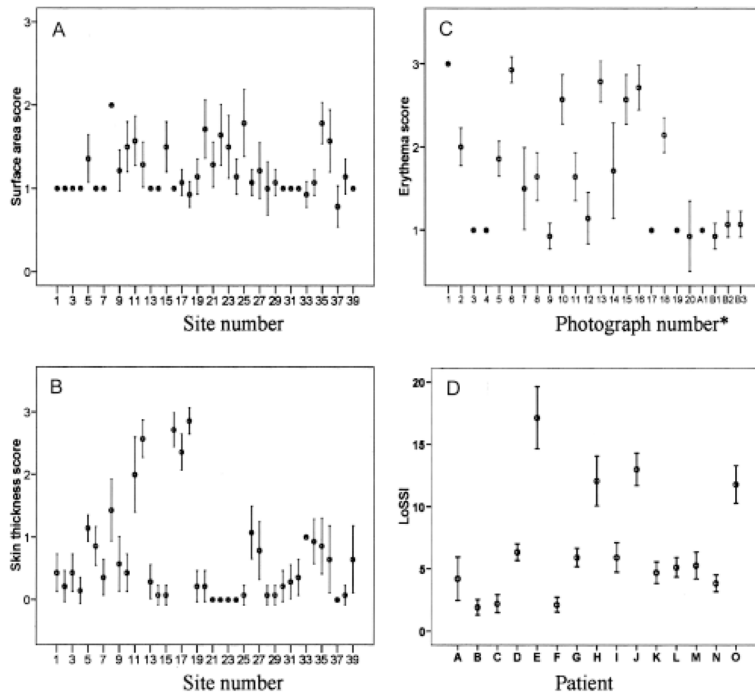 A
Surface area score
3
2
1
0
1 3 5 7 9 11 13 15 17 19 21 23 25 27 29 31 33 35 37 39
Site number
C
Erythema score
3
2
1
1 2 3 4 5 6 7 8 9 10 11 12 13 14 15 16 17 18 19 20 A1 B1 B2 B3
Photograph number*
B
Skin thickness score
3
2
1
0
1 3 5 7 9 11 13 15 17 19 21 23 25 27 29 31 33 35 37 39
Site number
D
LoSSI
20
15
10
5
0
A B C D E F G H I J K L M N O
Patient